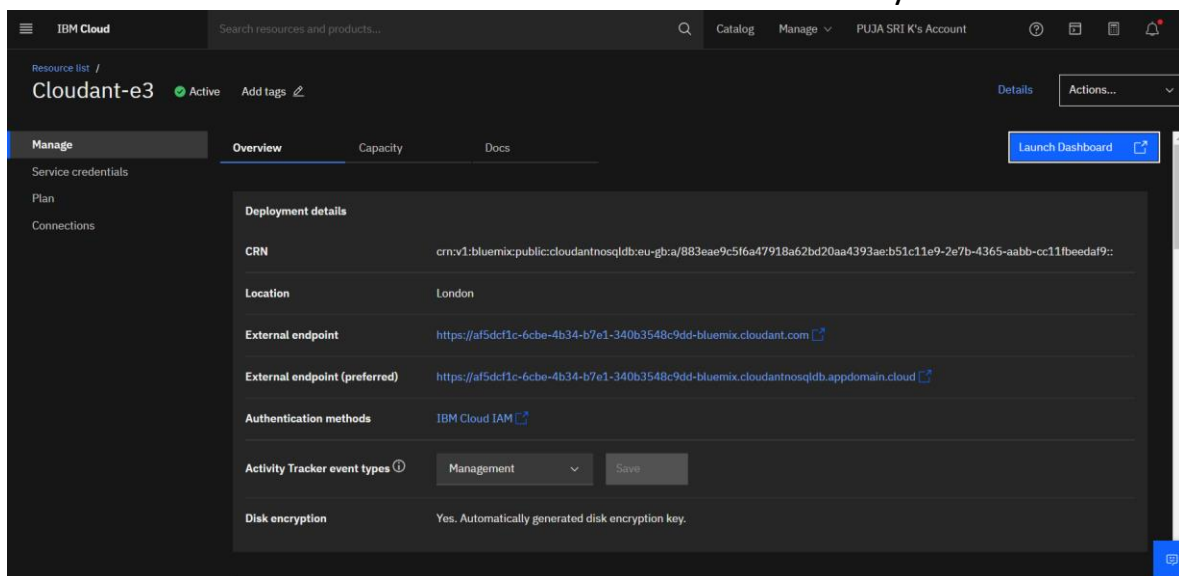 IBM Cloud Search resources and products... Catalog Manage PUJA SRI K's Account
Resource list /
Cloudant-e3 Active Add tags Details Actions...
Manage Overview Capacity Docs Launch Dashboard
Service credentials
Plan
Connections
Deployment details
CRN crn:v1:bluemix:public:cloudantnosqldb:eu-gb:a/883eae9c5f6a47918a62bd20aa4393ae:b51c11e9-2e7b-4365-aabb-cc11fbeedaf9::
Location London
External endpoint https://af5dcf1c-6cbe-4b34-b7e1-340b3548c9dd-bluemix.cloudant.com
External endpoint (preferred) https://af5dcf1c-6cbe-4b34-b7e1-340b3548c9dd-bluemix.cloudantnosqldb.appdomain.cloud
Authentication methods IBM Cloud IAM
Activity Tracker event types Management Save
Disk encryption Yes. Automatically generated disk encryption key.